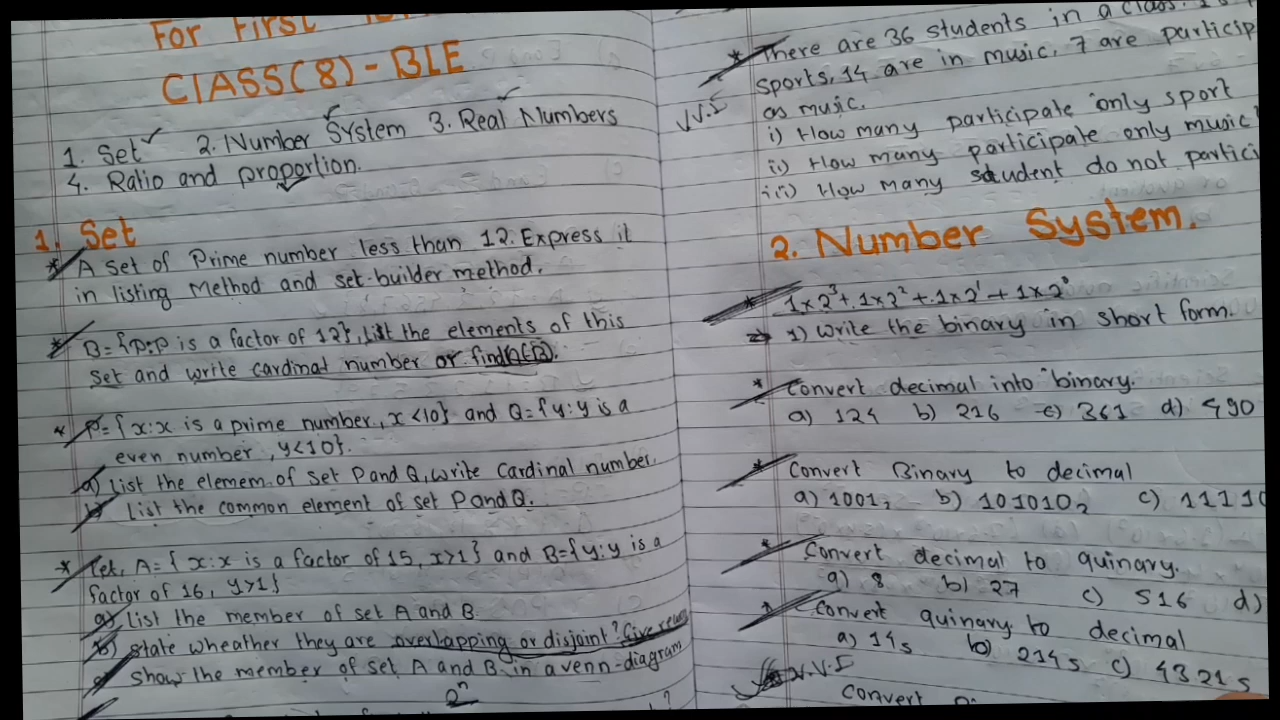 For First
CIASS(8)-BLE
1. Set 2. Number System 3. Real Numbers
4. Ratio and proportion.
1. Set
* A set of Prime number less than 12. Express it
in listing Method and set-builder method.
* B={p:p is a factor of 12}, List the elements of this
Set and write cardinal number or find n(B).
* P={x:x is a prime number, x<10} and Q={y:y is a
even number, y<10}.
a) List the elemem of Set P and Q, write Cardinal number.
b) List the common element of set P and Q.
* Let, A={x:x is a factor of 15, x>1} and B={y:y is a
factor of 16, y>1}
a) List the member of set A and B.
b) state wheather they are overlapping or disjoint? Give
show the member of set A and B in a venn-diagram
2ⁿ
* There are 36 students in a class.
sports, 14 are in music, 7 are
as music.
V.V.I
i) How many participate only sport
ii) How many participate only music
iii) How many student do not
2. Number System.
* 1×2³+1×2²+1×2¹+1×2⁰
⇒ 1) Write the binary in short form.
* Convert decimal into binary.
a) 124 b) 216 c) 361 d) 490
* Convert Binary to decimal
a) 1001₂ b) 101010₂ c)
* Convert decimal to quinary.
a) 8 b) 27 c) 516 d)
* Convert quinary to decimal
a) 14₅ b) 214₅ c) 4321₅
V.V.I
Convert